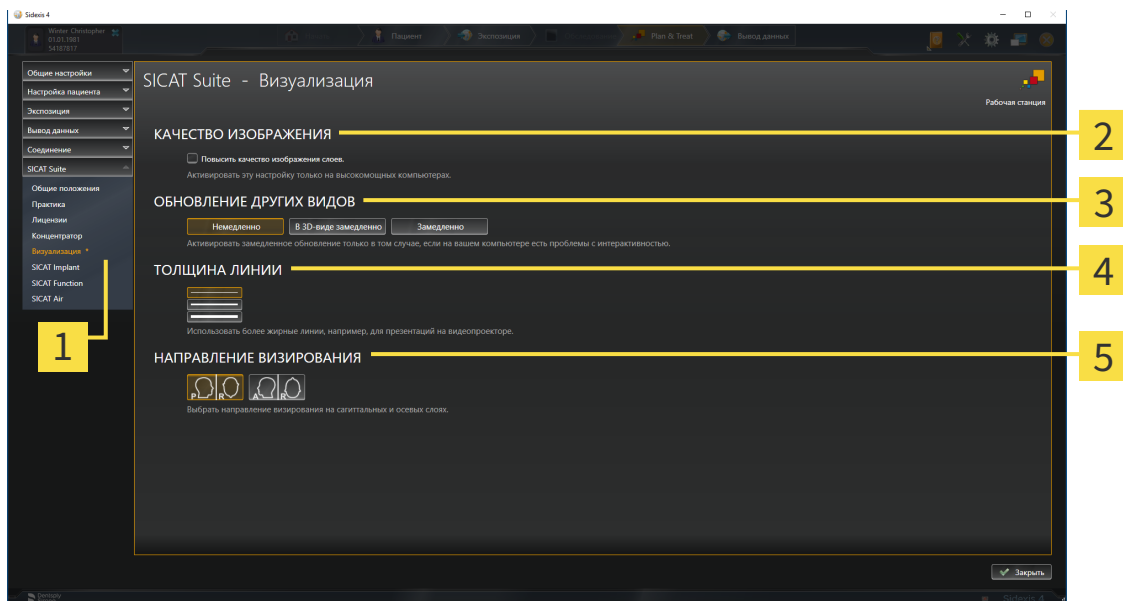 Sidexis 4
Winter Christopher
01.01.1981
54187817
Пациент
Экспозиция
Plan & Treat
Вывод данных
Общие настройки
Настройка пациента
Экспозиция
Вывод данных
Соединение
SICAT Suite
Общие положения
Практика
Лицензии
Концентратор
Визуализация *
SICAT Implant
SICAT Function
SICAT Air
1
SICAT Suite - Визуализация
Рабочая станция
КАЧЕСТВО ИЗОБРАЖЕНИЯ
2
Повысить качество изображения слоев.
Активировать эту настройку только на высокомощных компьютерах.
ОБНОВЛЕНИЕ ДРУГИХ ВИДОВ
3
Немедленно
В 3D-виде замедленно
Замедленно
Активировать замедленное обновление только в том случае, если на вашем компьютере есть проблемы с интерактивностью.
ТОЛЩИНА ЛИНИИ
4
Использовать более жирные линии, например, для презентаций на видеопроекторе.
НАПРАВЛЕНИЕ ВИЗИРОВАНИЯ
5
P R A R
Выбрать направление визирования на сагиттальных и осевых слоях.
Закрыть
Dentsply
Sidexis 4